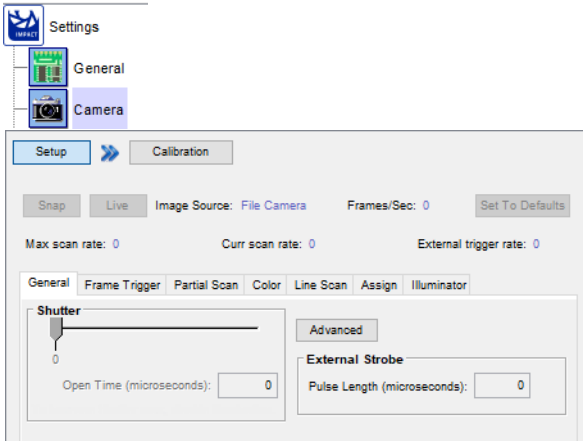 IMPACT
Settings
General
Camera
Setup Calibration
Snap Live Image Source: File Camera Frames/Sec: 0 Set To Defaults
Max scan rate: 0 Curr scan rate: 0 External trigger rate: 0
General Frame Trigger Partial Scan Color Line Scan Assign Illuminator
Shutter
Advanced
0
External Strobe
Open Time (microseconds): 0 Pulse Length (microseconds): 0